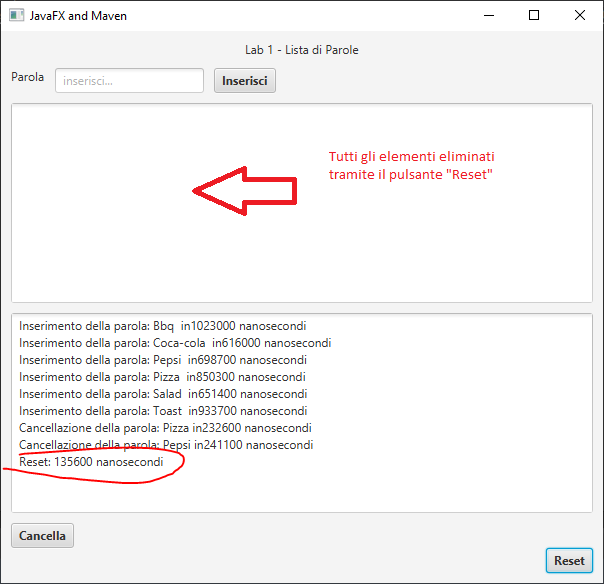 JavaFX and Maven
Lab 1 - Lista di Parole
Parola inserisci... Inserisci
Tutti gli elementi eliminati
tramite il pulsante "Reset"
Inserimento della parola: Bbq  in1023000 nanosecondi
Inserimento della parola: Coca-cola  in616000 nanosecondi
Inserimento della parola: Pepsi  in698700 nanosecondi
Inserimento della parola: Pizza  in850300 nanosecondi
Inserimento della parola: Salad  in651400 nanosecondi
Inserimento della parola: Toast  in933700 nanosecondi
Cancellazione della parola: Pizza in232600 nanosecondi
Cancellazione della parola: Pepsi in241100 nanosecondi
Reset: 135600 nanosecondi
Cancella
Reset